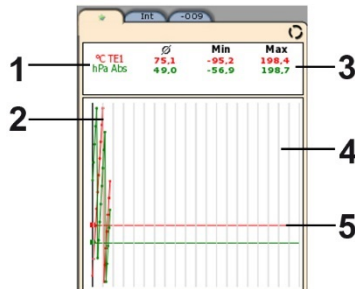 * Int -009
Ø Min Max
°C TE1 75,1 -95,2 198,4
hPa Abs 49,0 -56,9 198,7
1
3
2
4
5